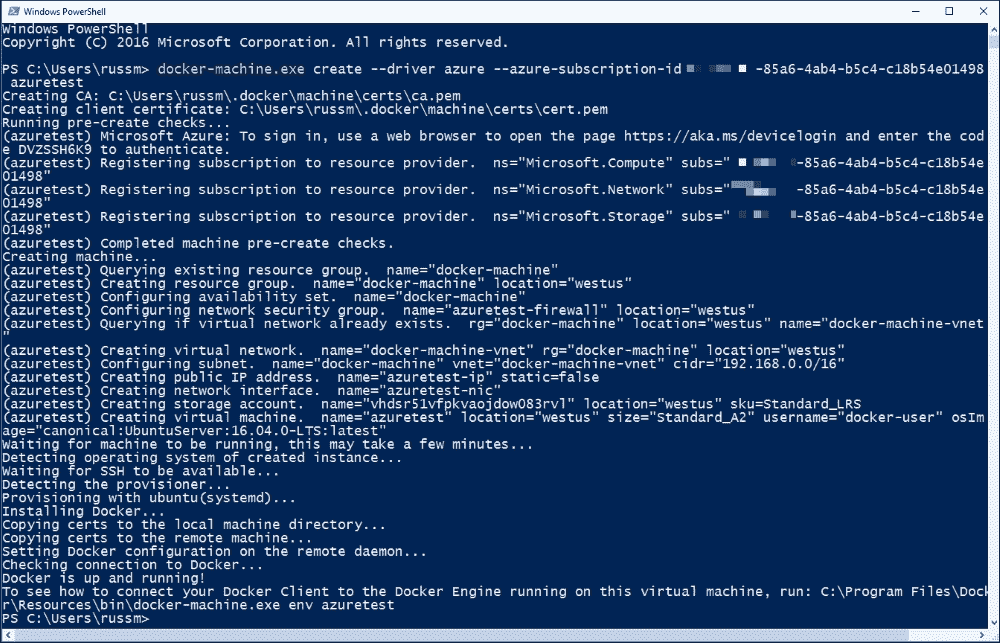 Windows PowerShell
Windows PowerShell
Copyright (C) 2016 Microsoft Corporation. All rights reserved.
PS C:\Users\russm> docker-machine.exe create --driver azure --azure-subscription-id -85a6-4ab4-b5c4-c18b54e01498
azuretest
Creating CA: C:\Users\russm\.docker\machine\certs\ca.pem
Creating client certificate: C:\Users\russm\.docker\machine\certs\cert.pem
Running pre-create checks...
(azuretest) Microsoft Azure: To sign in, use a web browser to open the page https://aka.ms/devicelogin and enter the cod
e DVZSSH6K9 to authenticate.
(azuretest) Registering subscription to resource provider.  ns="Microsoft.Compute" subs=" -85a6-4ab4-b5c4-c18b54e
01498"
(azuretest) Registering subscription to resource provider.  ns="Microsoft.Network" subs=" -85a6-4ab4-b5c4-c18b54e
01498"
(azuretest) Registering subscription to resource provider.  ns="Microsoft.Storage" subs=" -85a6-4ab4-b5c4-c18b54e
01498"
(azuretest) Completed machine pre-create checks.
Creating machine...
(azuretest) Querying existing resource group.  name="docker-machine"
(azuretest) Creating resource group.  name="docker-machine" location="westus"
(azuretest) Configuring availability set.  name="docker-machine"
(azuretest) Configuring network security group.  name="azuretest-firewall" location="westus"
(azuretest) Querying if virtual network already exists.  rg="docker-machine" location="westus" name="docker-machine-vnet
"
(azuretest) Creating virtual network.  name="docker-machine-vnet" rg="docker-machine" location="westus"
(azuretest) Configuring subnet.  name="docker-machine" vnet="docker-machine-vnet" cidr="192.168.0.0/16"
(azuretest) Creating public IP address.  name="azuretest-ip" static=false
(azuretest) Creating network interface.  name="azuretest-nic"
(azuretest) Creating storage account.  name="vhdsr51vfpkvaojdow083rvl" location="westus" sku=Standard_LRS
(azuretest) Creating virtual machine.  name="azuretest" location="westus" size="Standard_A2" username="docker-user" osIm
age="canonical:UbuntuServer:16.04.0-LTS:latest"
Waiting for machine to be running, this may take a few minutes...
Detecting operating system of created instance...
Waiting for SSH to be available...
Detecting the provisioner...
Provisioning with ubuntu(systemd)...
Installing Docker...
Copying certs to the local machine directory...
Copying certs to the remote machine...
Setting Docker configuration on the remote daemon...
Checking connection to Docker...
Docker is up and running!
To see how to connect your Docker Client to the Docker Engine running on this virtual machine, run: C:\Program Files\Dock
r\Resources\bin\docker-machine.exe env azuretest
PS C:\Users\russm>